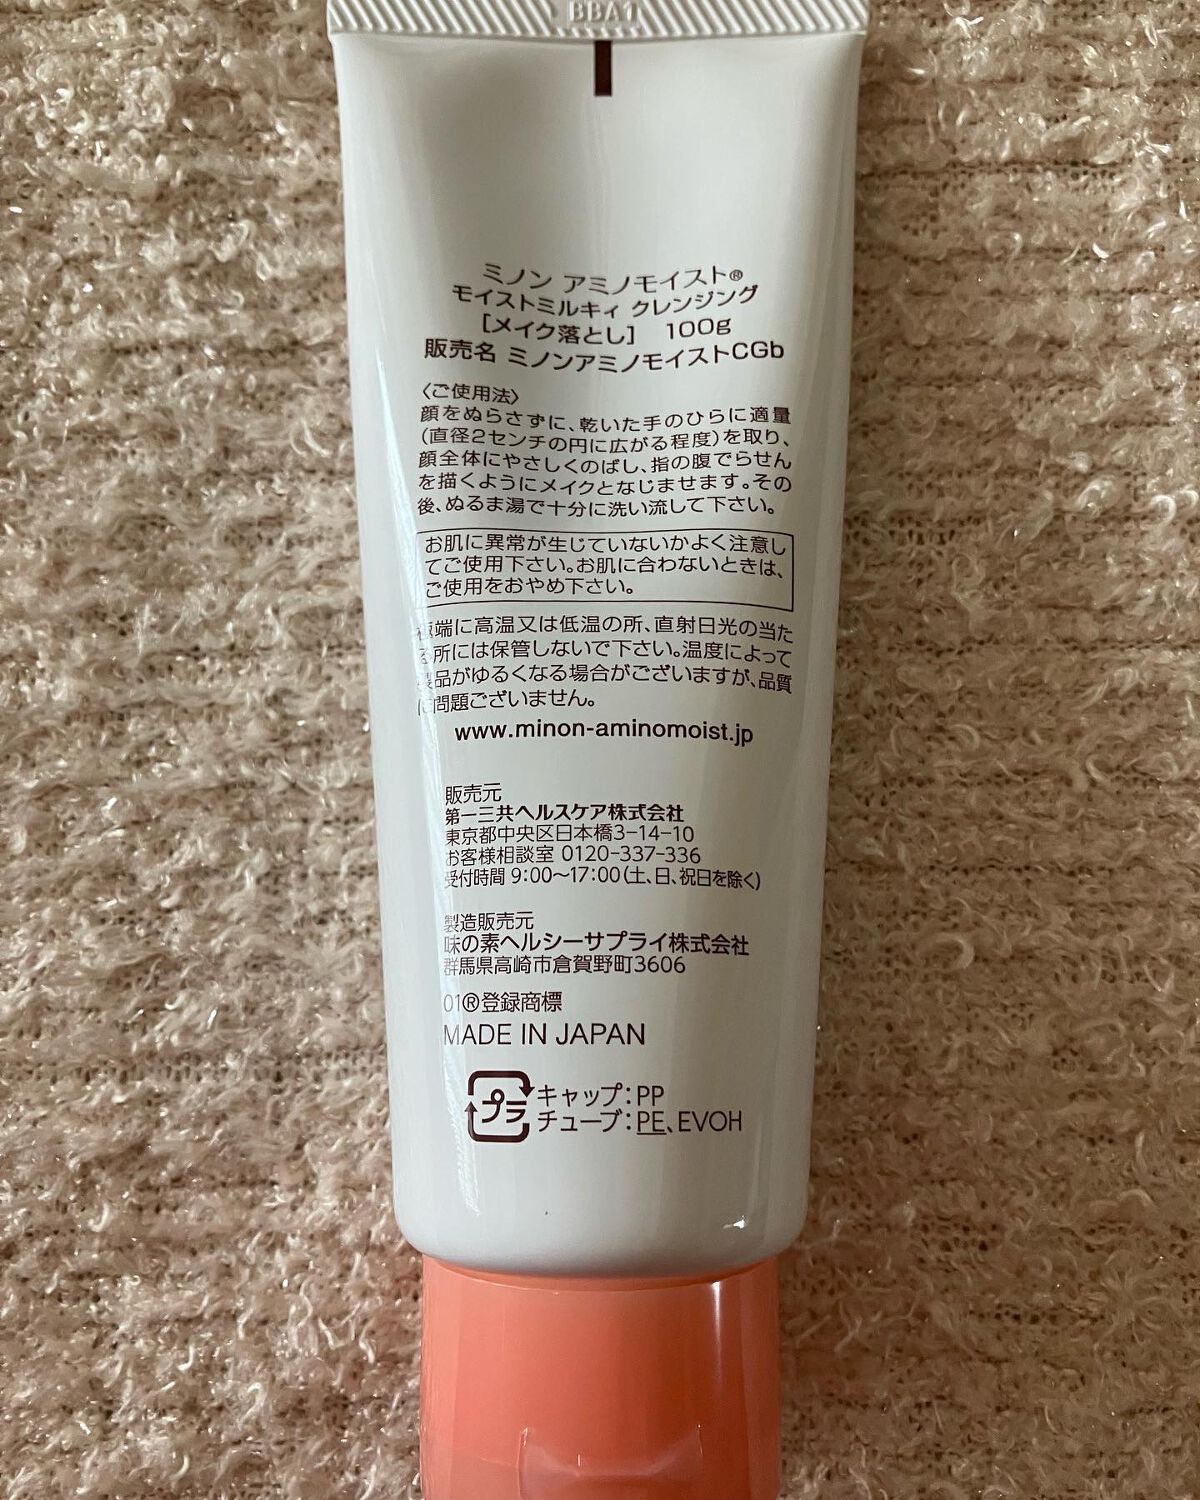 BBA1
ミノン アミノモイスト®
モイストミルキィ クレンジング
[メイク落とし] 100g
販売名 ミノンアミノモイストCGb
〈ご使用法〉
顔をぬらさずに、乾いた手のひらに適量
(直径2センチの円に広がる程度)を取り、
顔全体にやさしくのばし、指の腹でらせん
を描くようにメイクとなじませます。その
後、ぬるま湯で十分に洗い流して下さい。
お肌に異常が生じていないかよく注意し
てご使用下さい。お肌に合わないときは、
ご使用をおやめ下さい。
極端に高温又は低温の所、直射日光の当た
る所には保管しないで下さい。温度によって
製品がゆるくなる場合がございますが、品質
に問題ございません。
www.minon-aminomoist.jp
販売元
第一三共ヘルスケア株式会社
東京都中央区日本橋3-14-10
お客様相談室 0120-337-336
受付時間 9:00〜17:00(土、日、祝日を除く)
製造販売元
味の素ヘルシーサプライ株式会社
群馬県高崎市倉賀野町3606
01®登録商標
MADE IN JAPAN
プラ キャップ:PP
チューブ:PE、EVOH